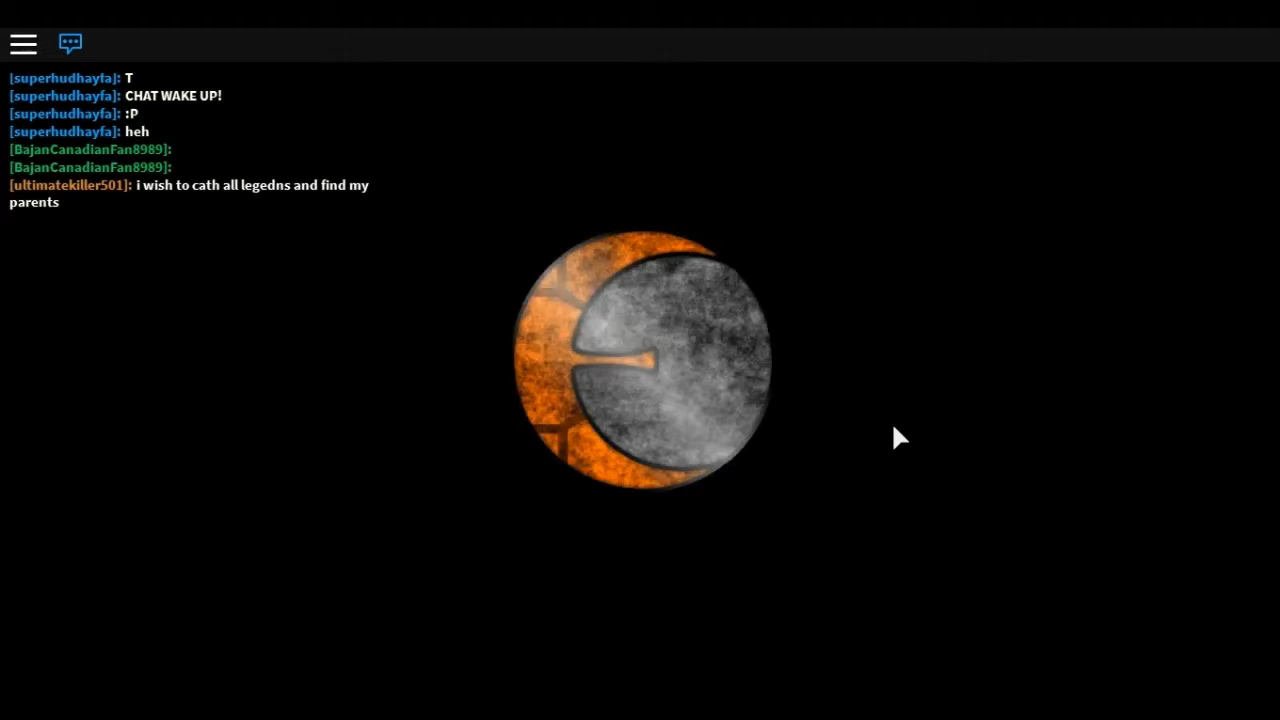 [superhudhayfa]: T
[superhudhayfa]: CHAT WAKE UP!
[superhudhayfa]: :P
[superhudhayfa]: heh
[BajanCanadianFan8989]:
[BajanCanadianFan8989]:
[ultimatekiller501]: i wish to cath all legedns and find my
parents